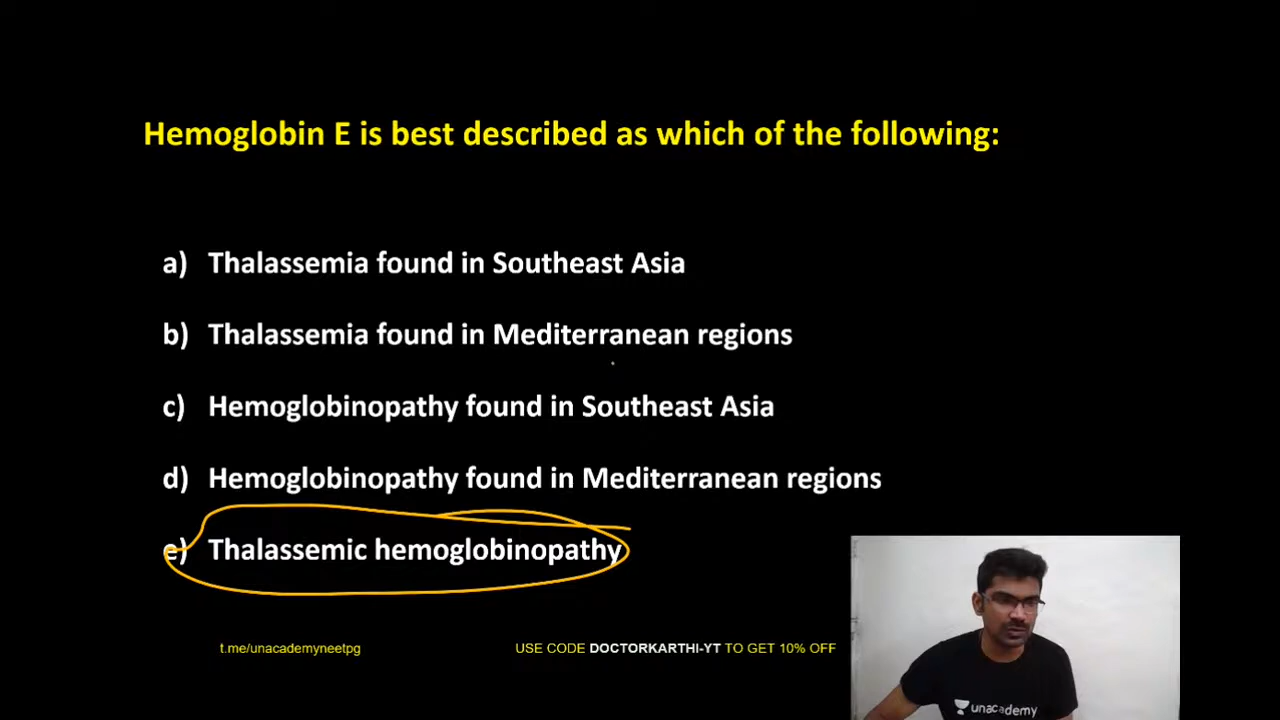 Hemoglobin E is best described as which of the following:
a) Thalassemia found in Southeast Asia
b) Thalassemia found in Mediterranean regions
c) Hemoglobinopathy found in Southeast Asia
d) Hemoglobinopathy found in Mediterranean regions
e) Thalassemic hemoglobinopathy
t.me/unacademyneetpg
USE CODE DOCTORKARTHI-YT TO GET 10% OFF
unacademy